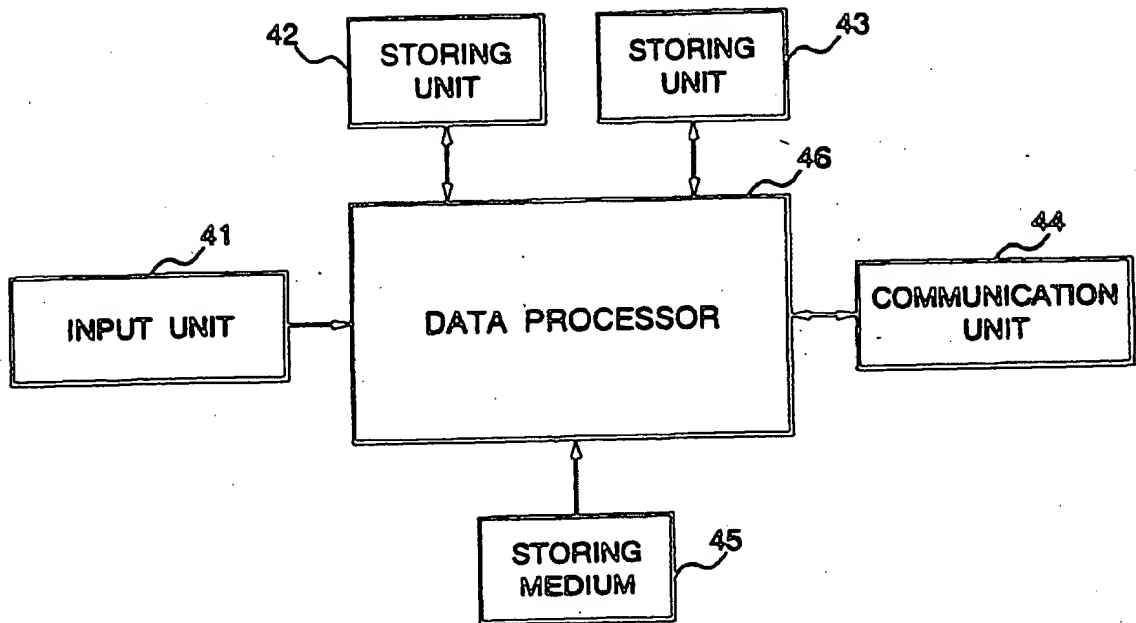 42
STORING
UNIT
43
STORING
UNIT
46
41
INPUT UNIT
DATA PROCESSOR
44
COMMUNICATION
UNIT
STORING
MEDIUM
45